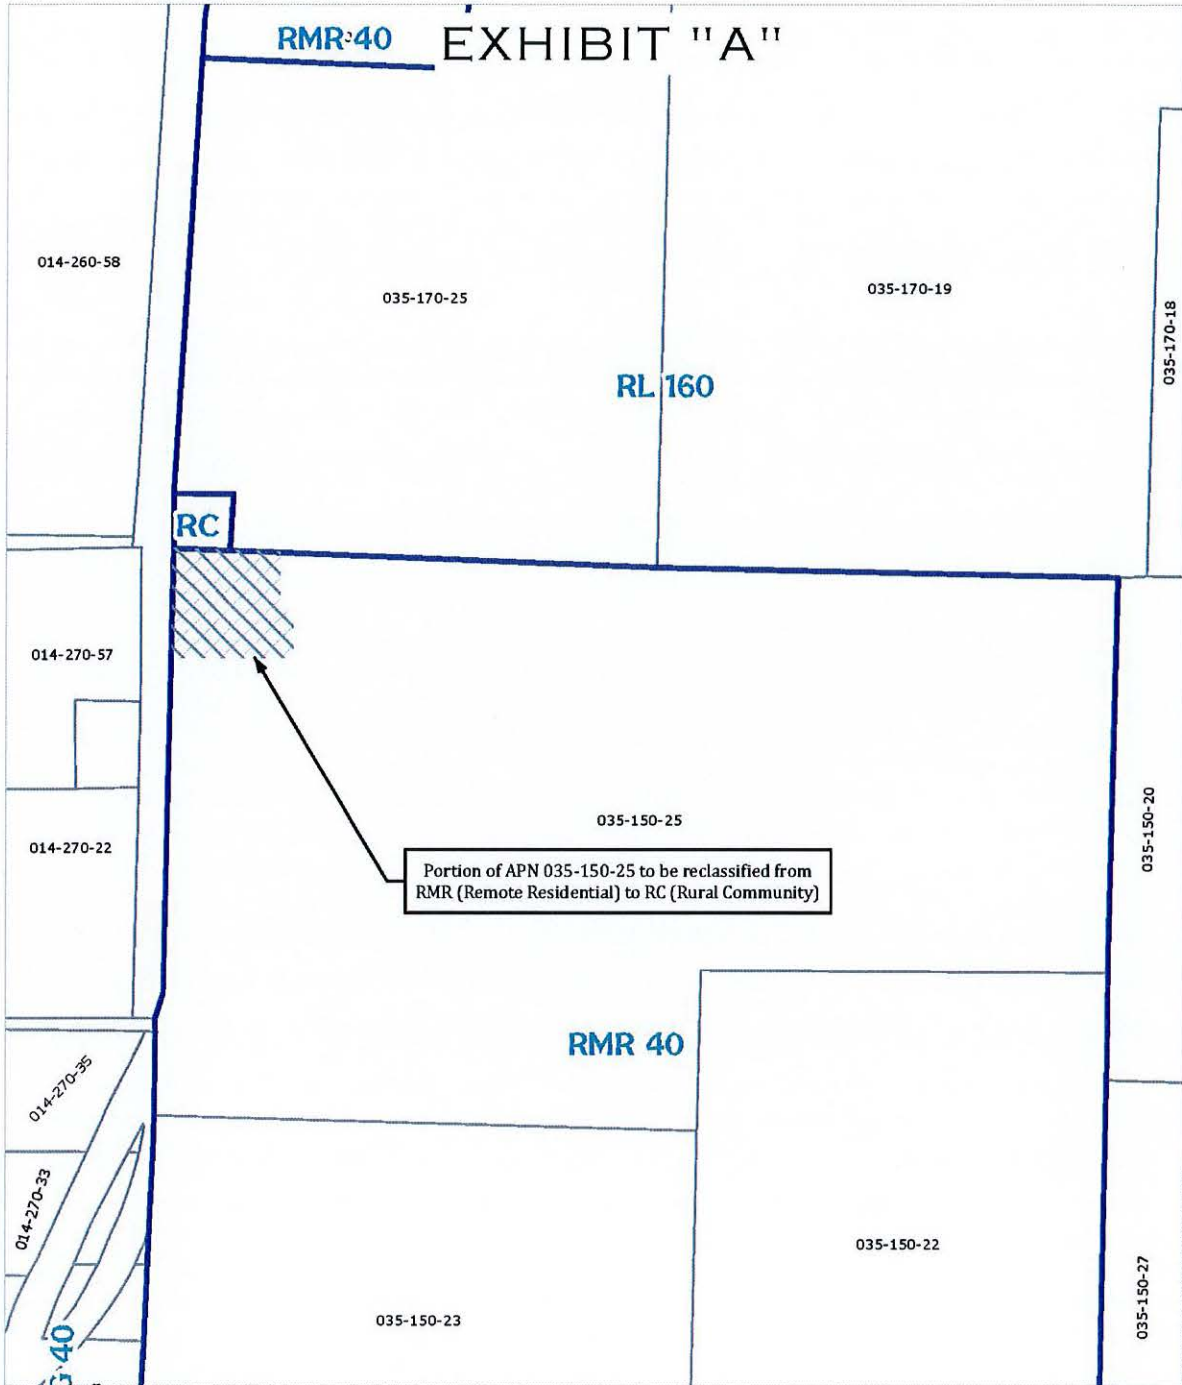 EXHIBIT "A"
RMR 40
014-260-58
035-170-25
035-170-19
035-170-18
RL 160
RC
014-270-57
035-150-25
035-150-20
014-270-22
Portion of APN 035-150-25 to be reclassified from
RMR (Remote Residential) to RC (Rural Community)
RMR 40
014-270-35
014-270-33
035-150-22
035-150-27
035-150-23
G 40